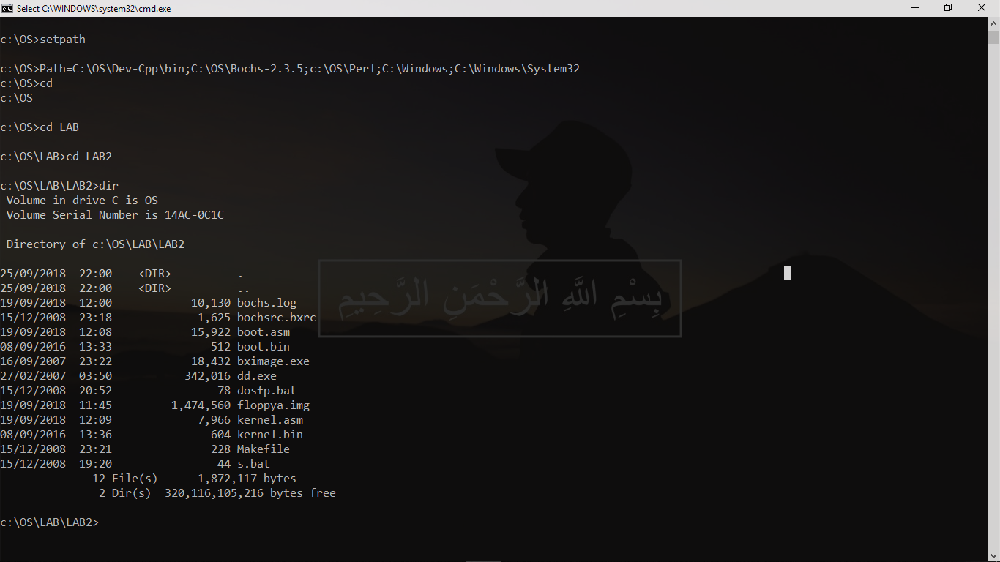 Select C:\WINDOWS\system32\cmd.exe
c:\OS>setpath
c:\OS>Path=C:\OS\Dev-Cpp\bin;C:\OS\Bochs-2.3.5;c:\OS\Perl;C:\Windows;C:\Windows\System32
c:\OS>cd
c:\OS
c:\OS>cd LAB
c:\OS\LAB>cd LAB2
c:\OS\LAB\LAB2>dir
Volume in drive C is OS
Volume Serial Number is 14AC-0C1C
Directory of c:\OS\LAB\LAB2
25/09/2018 22:00 <DIR> .
25/09/2018 22:00 <DIR> ..
19/09/2018 12:00 10,130 bochs.log
15/12/2008 23:18 1,625 bochsrc.bxrc
19/09/2018 12:08 15,922 boot.asm
08/09/2016 13:33 512 boot.bin
16/09/2007 23:22 18,432 bximage.exe
27/02/2007 03:50 342,016 dd.exe
15/12/2008 20:52 78 dosfp.bat
19/09/2018 11:45 1,474,560 floppya.img
19/09/2018 12:09 7,966 kernel.asm
08/09/2016 13:36 604 kernel.bin
15/12/2008 23:21 228 Makefile
15/12/2008 19:20 44 s.bat
12 File(s) 1,872,117 bytes
2 Dir(s) 320,116,105,216 bytes free
c:\OS\LAB\LAB2>
بِسْمِ اللَّهِ الرَّحْمَنِ الرَّحِيمِ